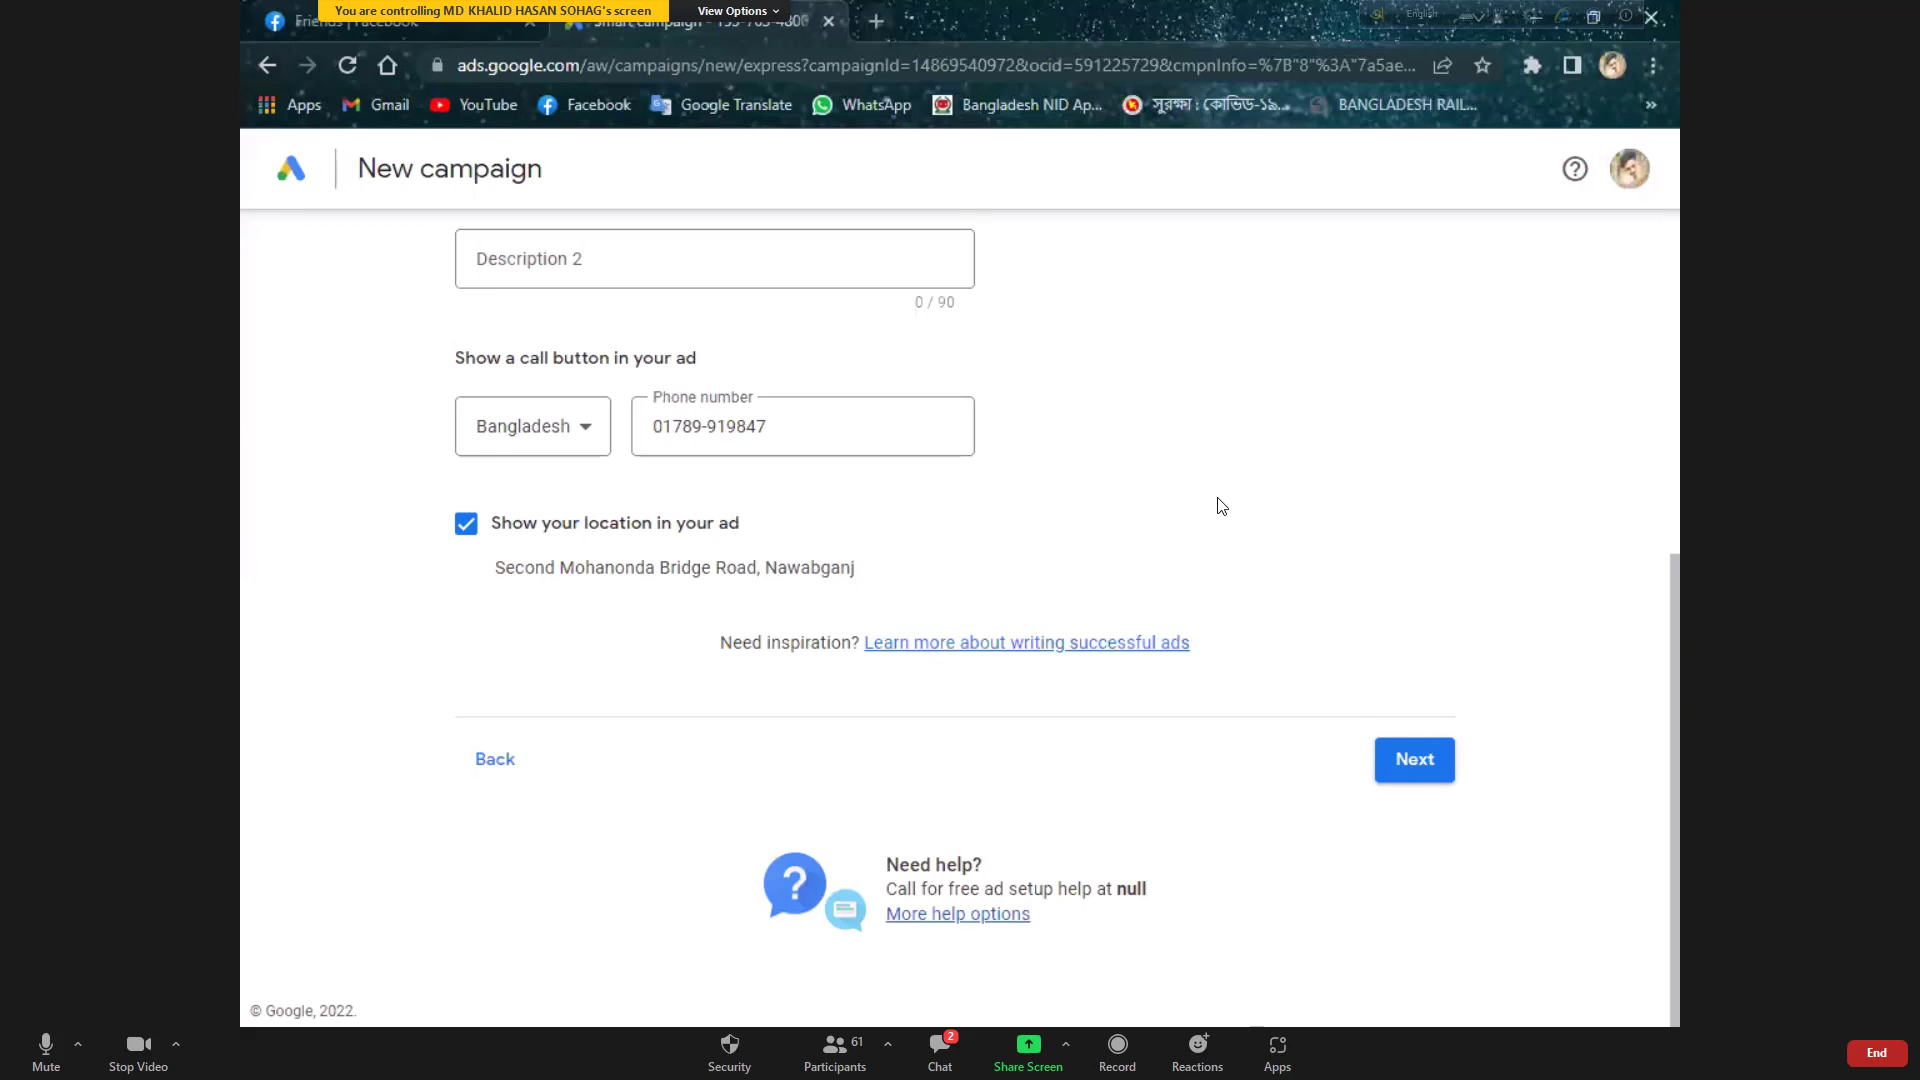 You are controlling MD KHALID HASAN SOHAG's screen
View Options
Friends | Facebook
Smart campaign
English
ads.google.com/aw/campaigns/new/express?campaignId=14869540972&ocid=591225729&cmpnInfo=%7B"8"%3A"7a5ae...
Apps
Gmail
YouTube
Facebook
Google Translate
WhatsApp
Bangladesh NID Ap...
সুরক্ষা : কোভিড-১৯...
BANGLADESH RAIL...
»
New campaign
Description 2
0 / 90
Show a call button in your ad
Bangladesh
Phone number
01789-919847
Show your location in your ad
Second Mohanonda Bridge Road, Nawabganj
Need inspiration? Learn more about writing successful ads
Back
Next
Need help?
Call for free ad setup help at null
More help options
© Google, 2022.
Mute
Stop Video
Security
Participants
61
Chat
2
Share Screen
Record
Reactions
Apps
End